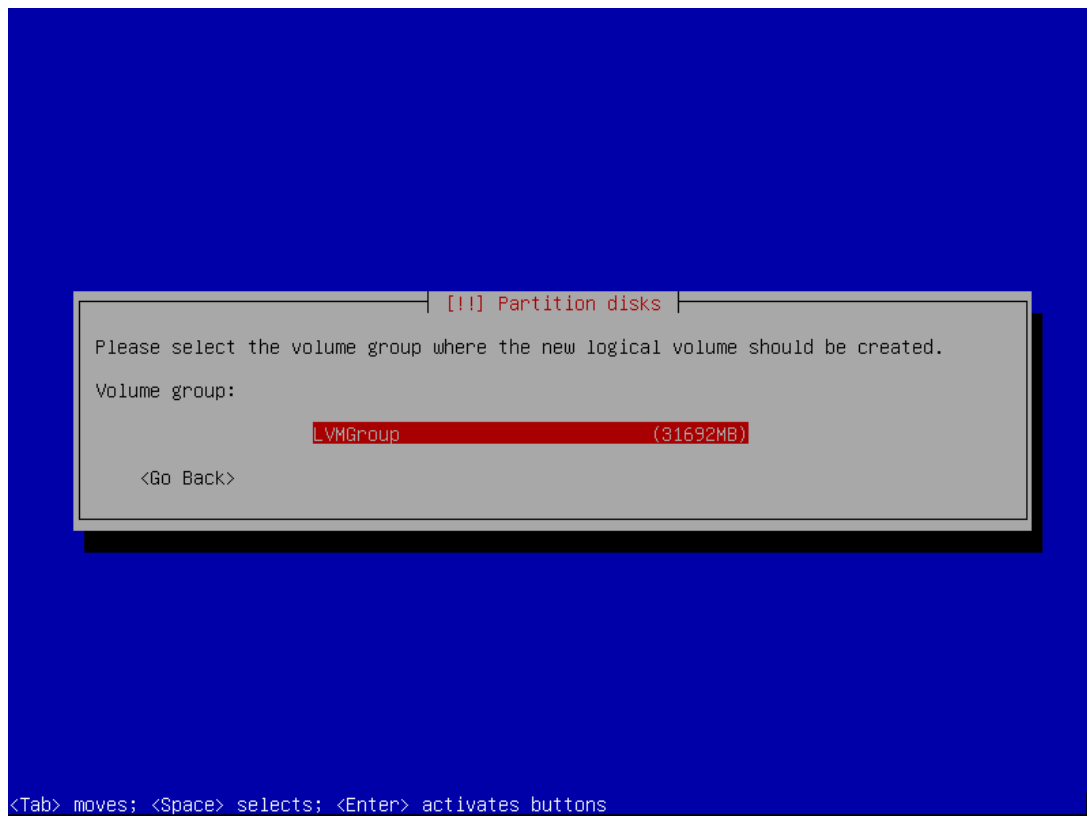 [!!] Partition disks
Please select the volume group where the new logical volume should be created.
Volume group:
LVMGroup (31692MB)
<Go Back>
<Tab> moves; <Space> selects; <Enter> activates buttons